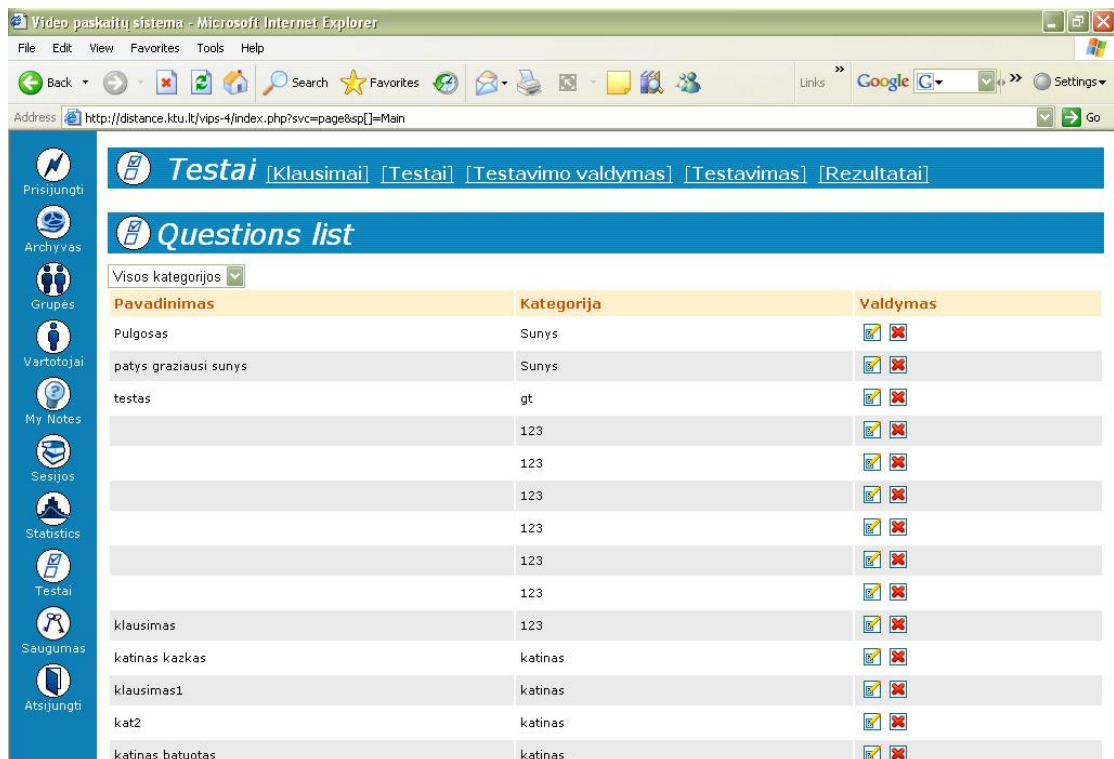 Video paskaitų sistema - Microsoft Internet Explorer
File Edit View Favorites Tools Help
Back Search Favorites Links » Google G » Settings
Address http://distance.ktu.lt/vips-4/index.php?svc=page&sp[]=Main Go
Prisijungti
Archyvas
Grupės
Vartotojai
My Notes
Sesijos
Statistics
Testai
Saugumas
Atsijungti
Testai [Klausimai] [Testai] [Testavimo valdymas] [Testavimas] [Rezultatai]
Questions list
Visos kategorijos
Pavadinimas Kategorija Valdymas
Pulgosas Sunys
patys graziausi sunys Sunys
testas gt
123
123
123
123
123
123
klausimas 123
katinas kazkas katinas
klausimas1 katinas
kat2 katinas
katinas batuotas katinas